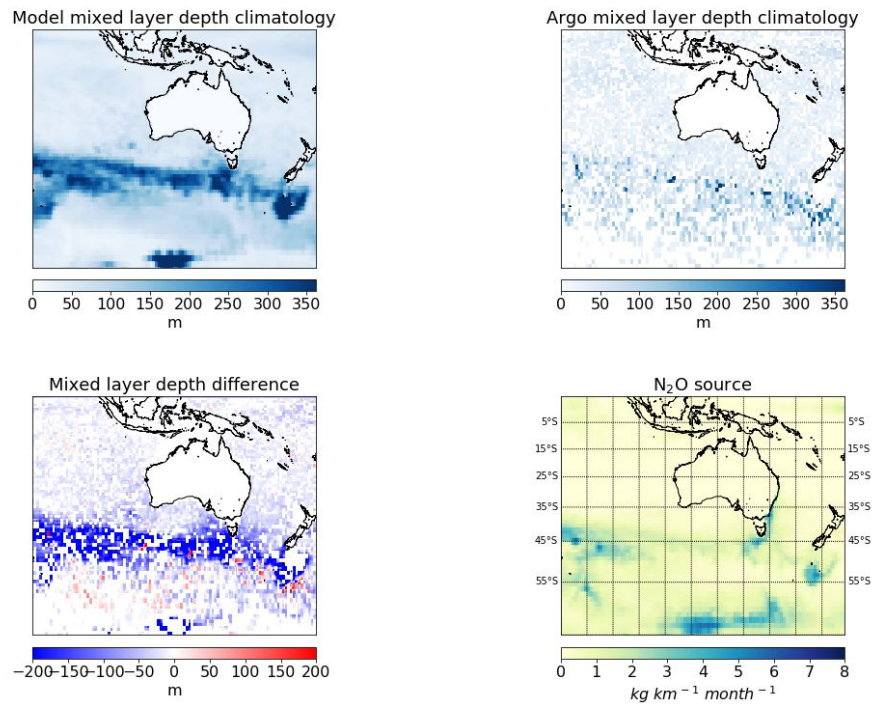 Model mixed layer depth climatology
Argo mixed layer depth climatology
0 50 100 150 200 250 300 350
m
0 50 100 150 200 250 300 350
m
Mixed layer depth difference
N₂O source
5°S 5°S
15°S 15°S
25°S 25°S
35°S 35°S
45°S 45°S
55°S 55°S
−200 −150 −100 −50 0 50 100 150 200
m
0 1 2 3 4 5 6 7 8
kg km⁻¹ month⁻¹